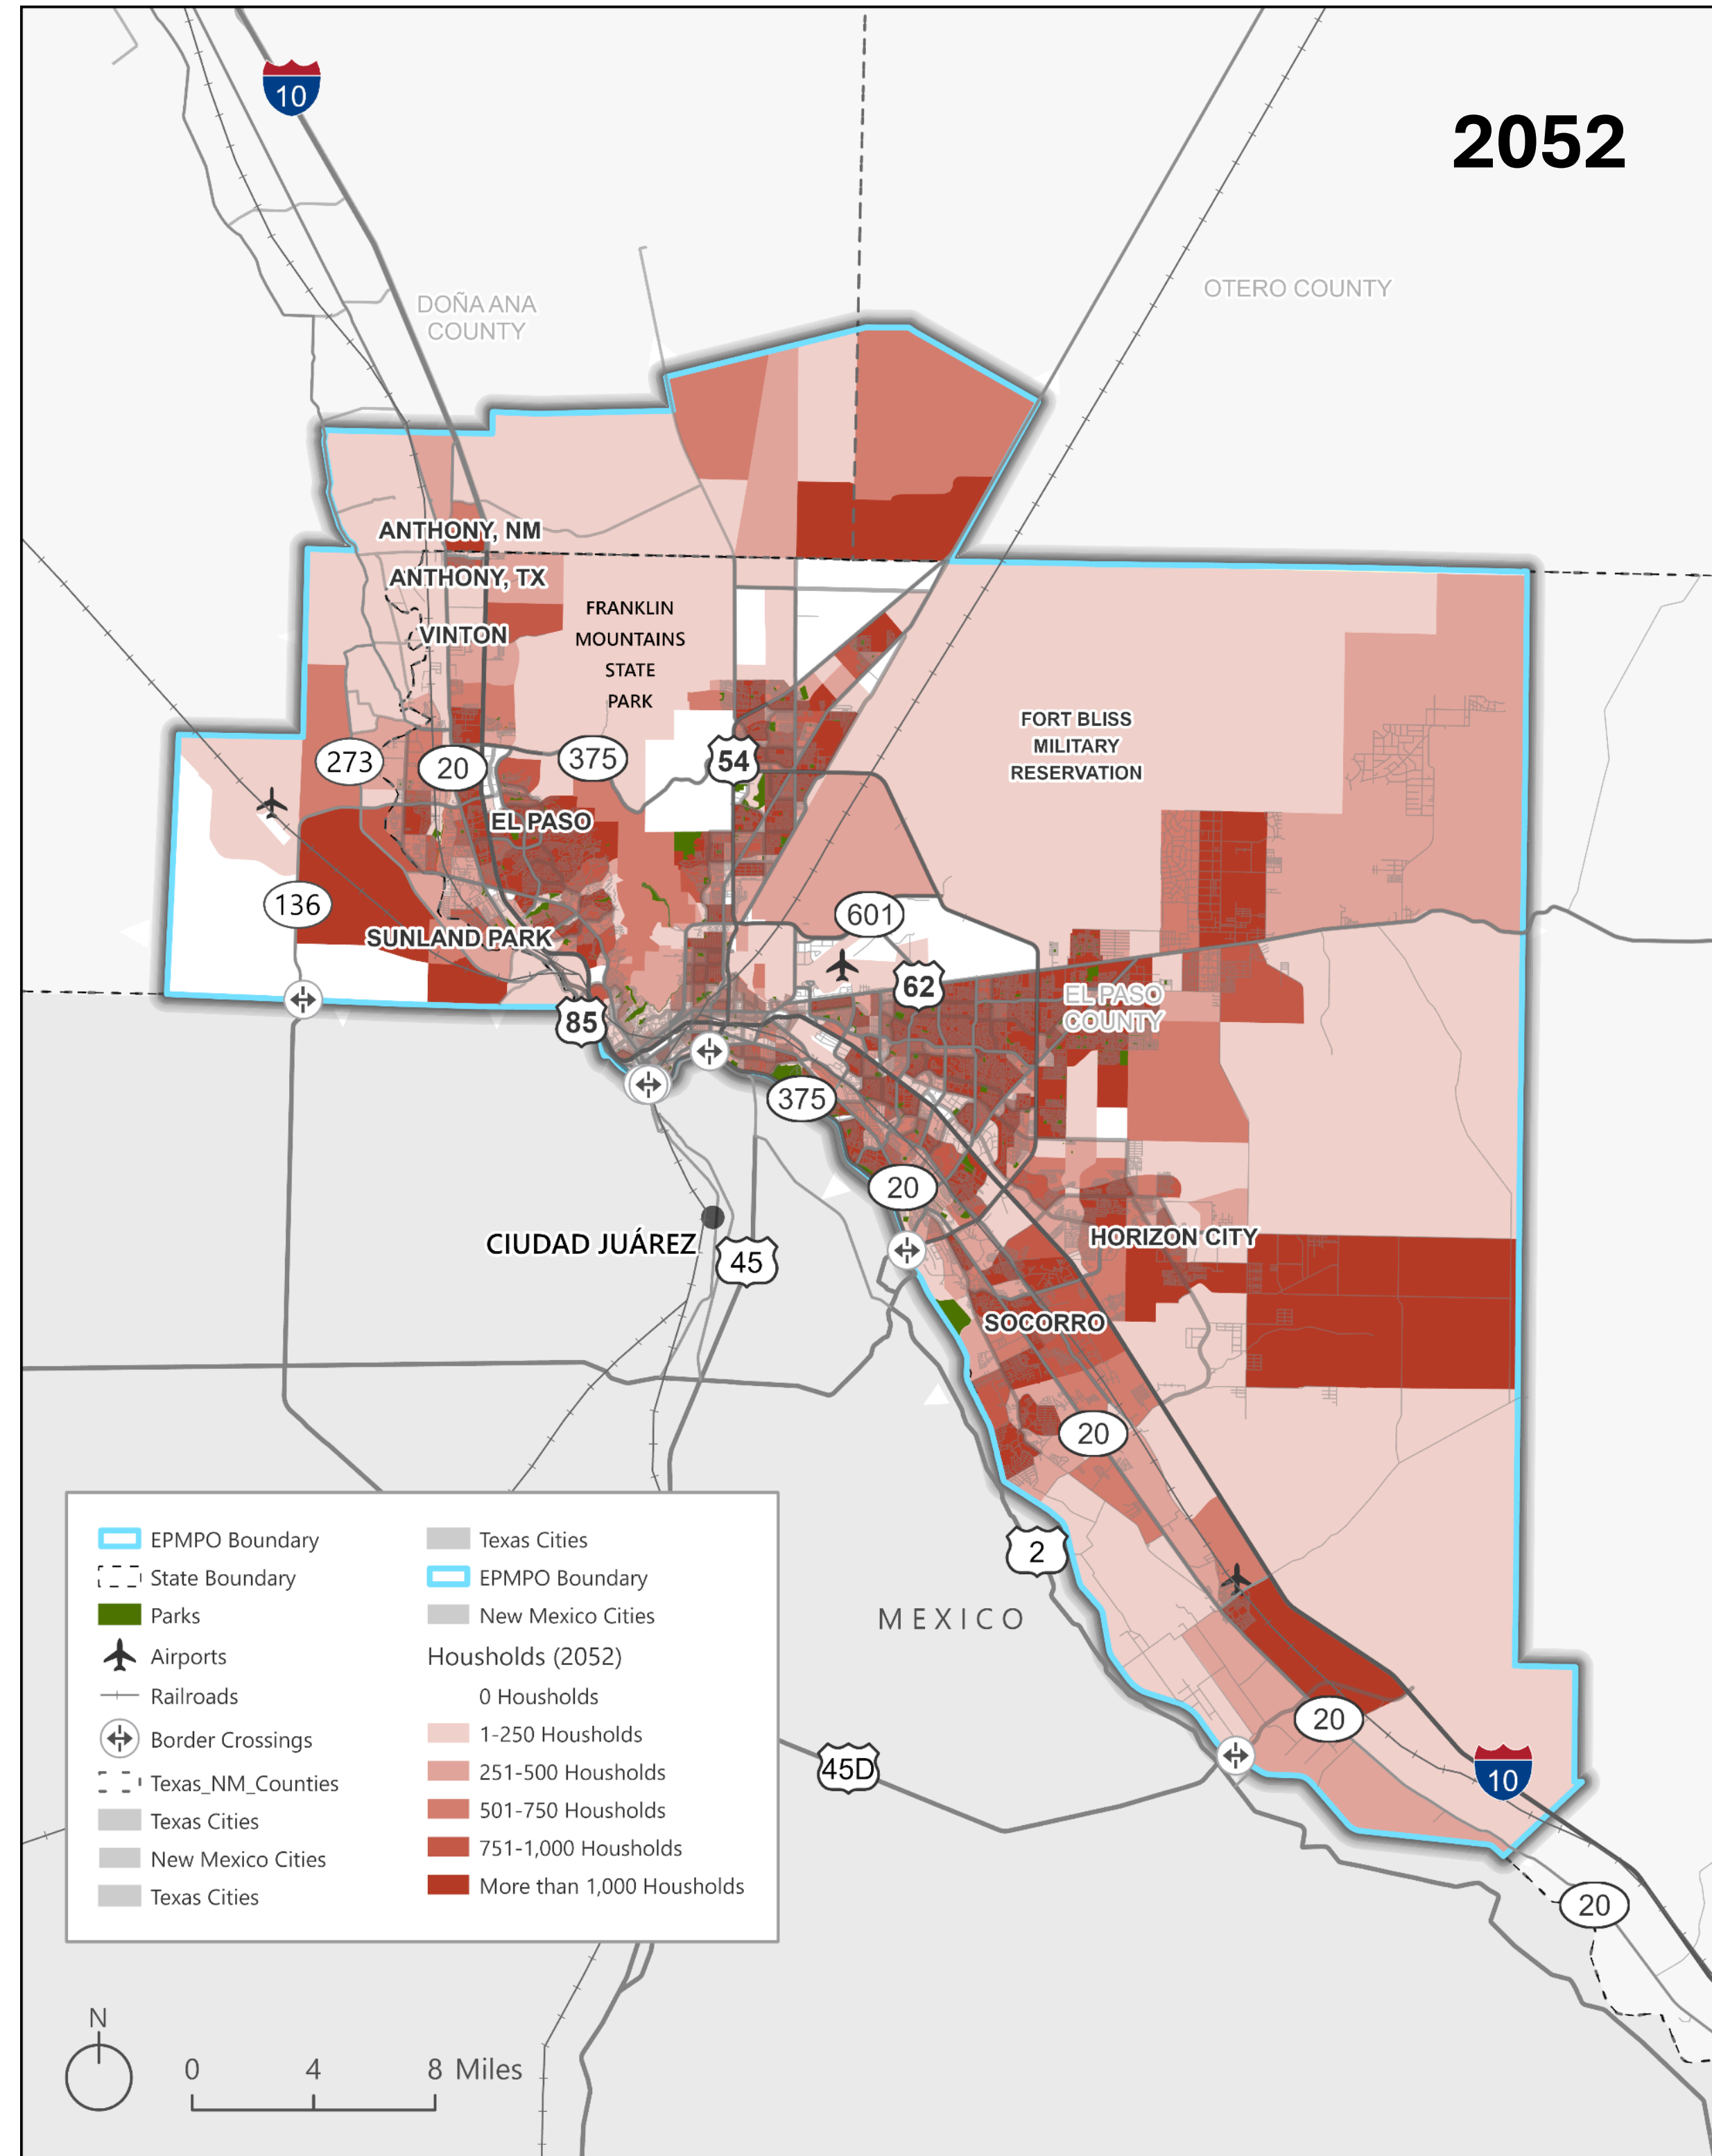 10
2052
OTERO COUNTY
DOÑA ANA
COUNTY
ANTHONY, NM
ANTHONY, TX
FRANKLIN
MOUNTAINS
STATE
PARK
VINTON
FORT BLISS
MILITARY
RESERVATION
273
20
375
54
EL PASO
136
601
SUNLAND PARK
62
EL PASO
COUNTY
85
375
20
CIUDAD JUÁREZ
45
HORIZON CITY
SOCORRO
20
2
MEXICO
20
45D
10
20
EPMPO Boundary
State Boundary
Parks
Airports
Railroads
Border Crossings
Texas_NM_Counties
Texas Cities
New Mexico Cities
Texas Cities
Texas Cities
EPMPO Boundary
New Mexico Cities
Housholds (2052)
0 Housholds
1-250 Housholds
251-500 Housholds
501-750 Housholds
751-1,000 Housholds
More than 1,000 Housholds
N
0 4 8 Miles